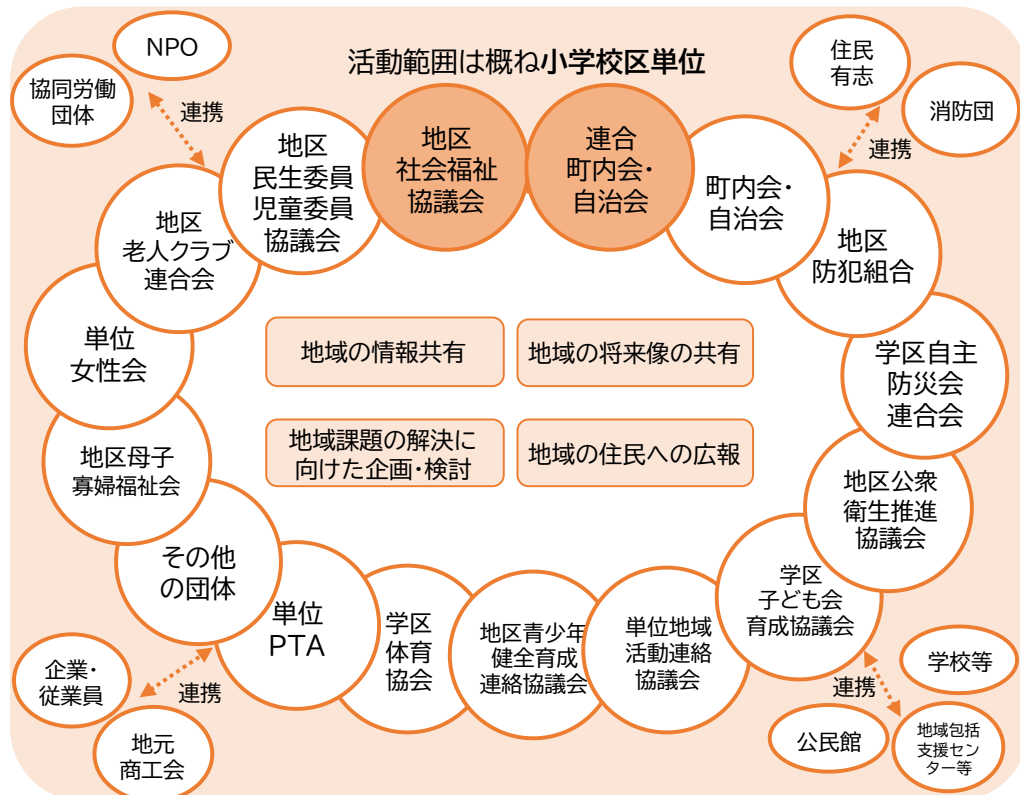 活動範囲は概ね小学校区単位
NPO
協同労働
団体
連携
住民
有志
消防団
連携
地区
社会福祉
協議会
連合
町内会・
自治会
町内会・
自治会
地区
防犯組合
学区自主
防災会
連合会
地区公衆
衛生推進
協議会
学区
子ども会
育成協議会
単位地域
活動連絡
協議会
地区青少年
健全育成
連絡協議会
学区
体育
協会
単位
PTA
その他
の団体
地区母子
寡婦福祉会
単位
女性会
地区
老人クラブ
連合会
地区
民生委員
児童委員
協議会
地域の情報共有
地域の将来像の共有
地域課題の解決に
向けた企画・検討
地域の住民への広報
企業・
従業員
連携
地元
商工会
連携
学校等
公民館
地域包括
支援セン
ター等